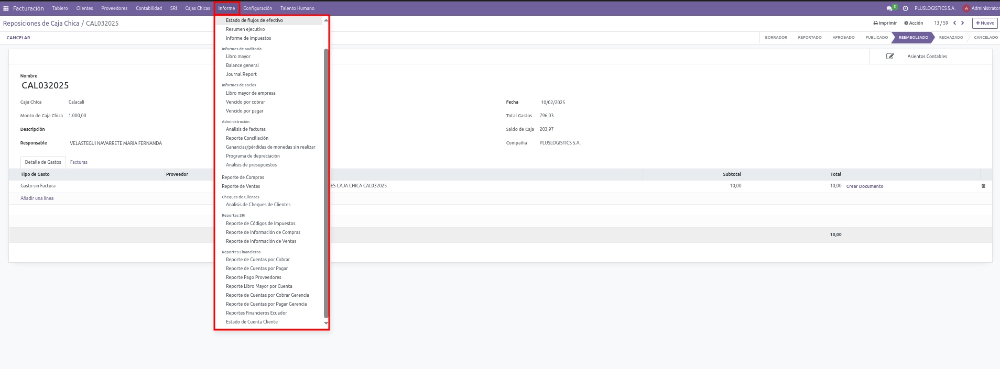 Facturación Tablero Clientes Proveedores Contabilidad SRI Cajas Chicas Informe Configuración Talento Humano 5 PLUSLOGISTICS S.A. A Administrator
Reposiciones de Caja Chica / CAL032025 Imprimir Acción 13 / 59 + Nuevo
CANCELAR BORRADOR REPORTADO APROBADO PUBLICADO REEMBOLSADO RECHAZADO CANCELADO
Asientos Contables
Nombre
CAL032025
Caja Chica Calacali
Monto de Caja Chica 1.000,00
Descripción
Responsable VELASTEGUI NAVARRETE MARIA FERNANDA
Fecha 10/02/2025
Total Gastos 796,03
Saldo de Caja 203,97
Compañia PLUSLOGISTICS S.A.
Detalle de Gastos Facturas
Tipo de Gasto Proveedor Subtotal Total
Gasto sin Factura ES CAJA CHICA CAL032025 10,00 10,00 Crear Documento
Añadir una línea
10,00
Estado de flujos de efectivo
Resumen ejecutivo
Informe de impuestos
Informes de auditoría
Libro mayor
Balance general
Journal Report
Informes de socios
Libro mayor de empresa
Vencido por cobrar
Vencido por pagar
Administración
Análisis de facturas
Reporte Conciliación
Ganancias/pérdidas de monedas sin realizar
Programa de depreciación
Análisis de presupuestos
Reporte de Compras
Reporte de Ventas
Cheques de Clientes
Análisis de Cheques de Clientes
Reportes SRI
Reporte de Códigos de Impuestos
Reporte de Información de Compras
Reporte de Información de Ventas
Reportes Financieros
Reporte de Cuentas por Cobrar
Reporte de Cuentas por Pagar
Reporte Pago Proveedores
Reporte Libro Mayor por Cuenta
Reporte de Cuentas por Cobrar Gerencia
Reporte de Cuentas por Pagar Gerencia
Reportes Financieros Ecuador
Estado de Cuenta Cliente